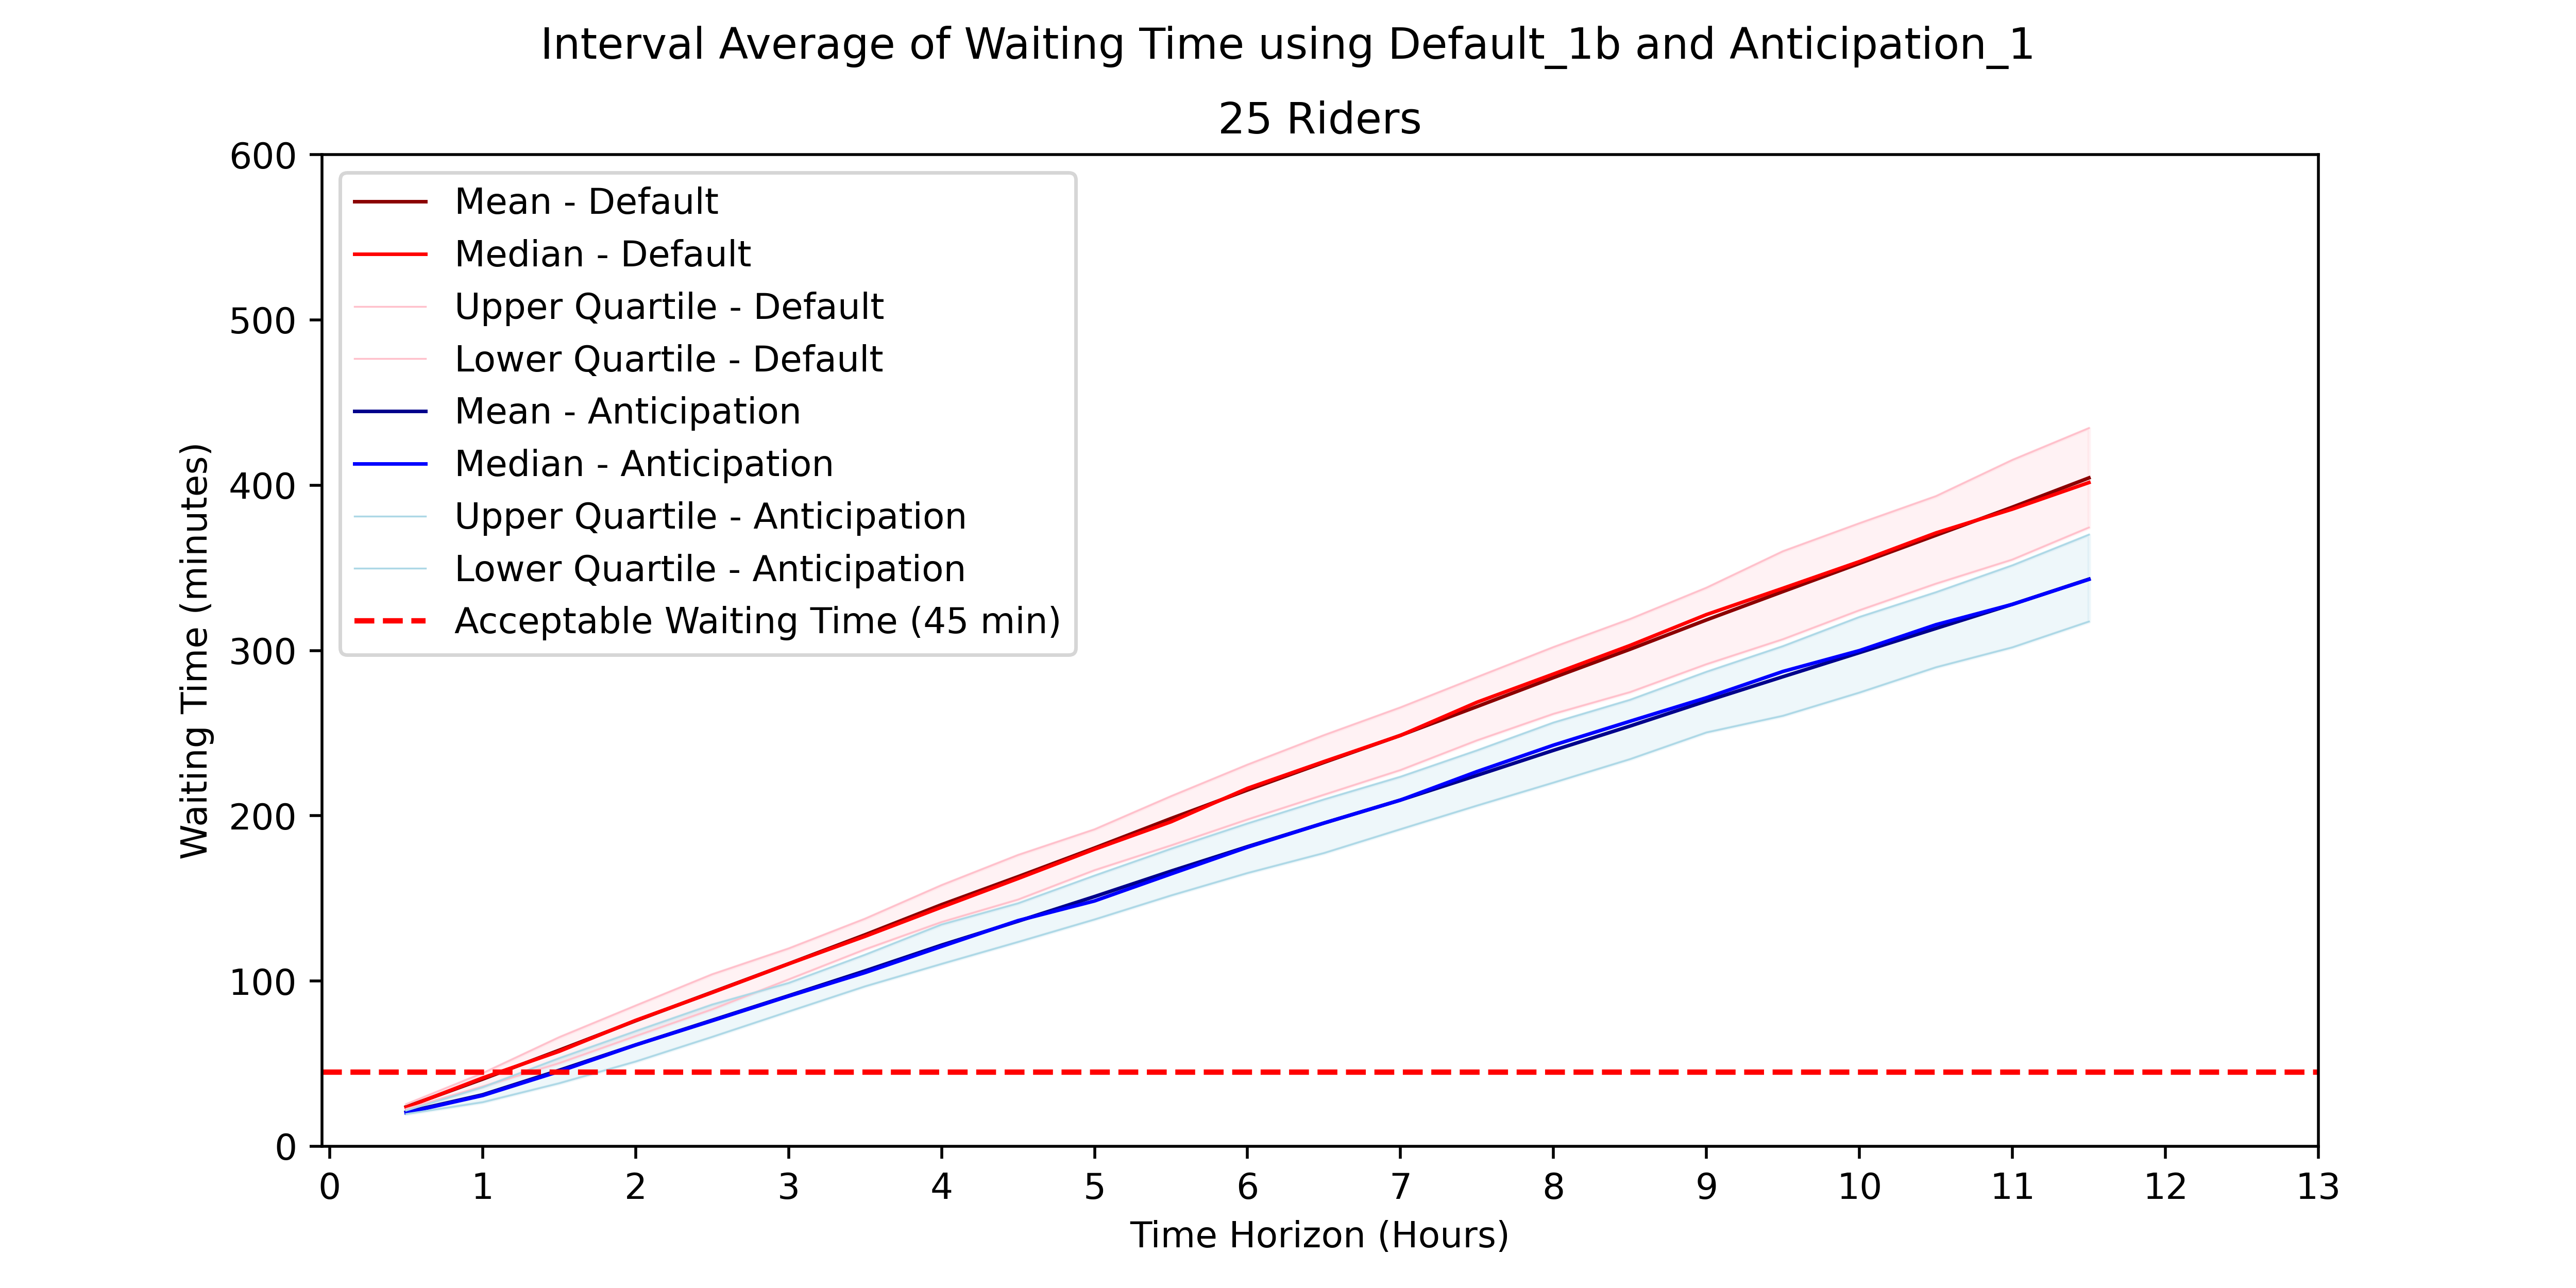 Interval Average of Waiting Time using Default_1b and Anticipation_1
25 Riders
600
500
400
300
200
100
0
Waiting Time (minutes)
Mean - Default
Median - Default
Upper Quartile - Default
Lower Quartile - Default
Mean - Anticipation
Median - Anticipation
Upper Quartile - Anticipation
Lower Quartile - Anticipation
Acceptable Waiting Time (45 min)
0 1 2 3 4 5 6 7 8 9 10 11 12 13
Time Horizon (Hours)